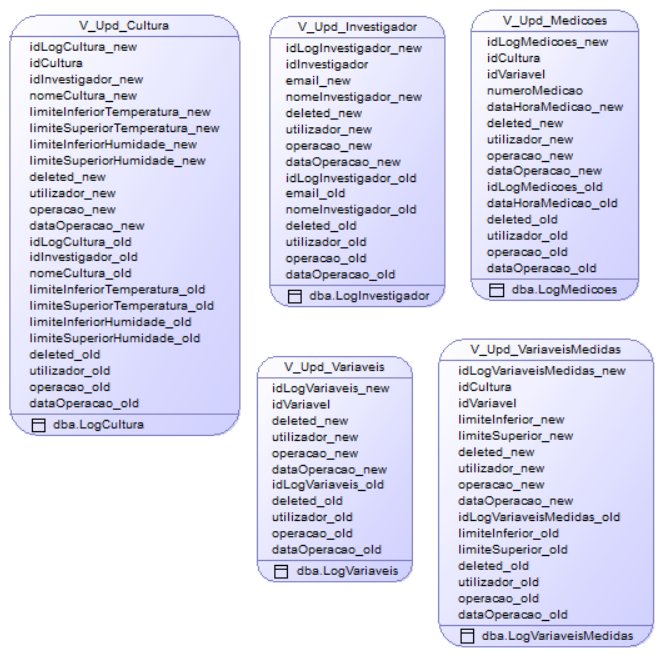 V_Upd_Cultura
idLogCultura_new
idCultura
idInvestigador_new
nomeCultura_new
limiteInferiorTemperatura_new
limiteSuperiorTemperatura_new
limiteInferiorHumidade_new
limiteSuperiorHumidade_new
deleted_new
utilizador_new
operacao_new
dataOperacao_new
idLogCultura_old
idInvestigador_old
nomeCultura_old
limiteInferiorTemperatura_old
limiteSuperiorTemperatura_old
limiteInferiorHumidade_old
limiteSuperiorHumidade_old
deleted_old
utilizador_old
operacao_old
dataOperacao_old
dba.LogCultura
V_Upd_Investigador
idLogInvestigador_new
idInvestigador
email_new
nomeInvestigador_new
deleted_new
utilizador_new
operacao_new
dataOperacao_new
idLogInvestigador_old
email_old
nomeInvestigador_old
deleted_old
utilizador_old
operacao_old
dataOperacao_old
dba.LogInvestigador
V_Upd_Medicoes
idLogMedicoes_new
idCultura
idVariavel
numeroMedicao
dataHoraMedicao_new
deleted_new
utilizador_new
operacao_new
dataOperacao_new
idLogMedicoes_old
dataHoraMedicao_old
deleted_old
utilizador_old
operacao_old
dataOperacao_old
dba.LogMedicoes
V_Upd_Variaveis
idLogVariaveis_new
idVariavel
deleted_new
utilizador_new
operacao_new
dataOperacao_new
idLogVariaveis_old
deleted_old
utilizador_old
operacao_old
dataOperacao_old
dba.LogVariaveis
V_Upd_VariaveisMedidas
idLogVariaveisMedidas_new
idCultura
idVariavel
limiteInferior_new
limiteSuperior_new
deleted_new
utilizador_new
operacao_new
dataOperacao_new
idLogVariaveisMedidas_old
limiteInferior_old
limiteSuperior_old
deleted_old
utilizador_old
operacao_old
dataOperacao_old
dba.LogVariaveisMedidas